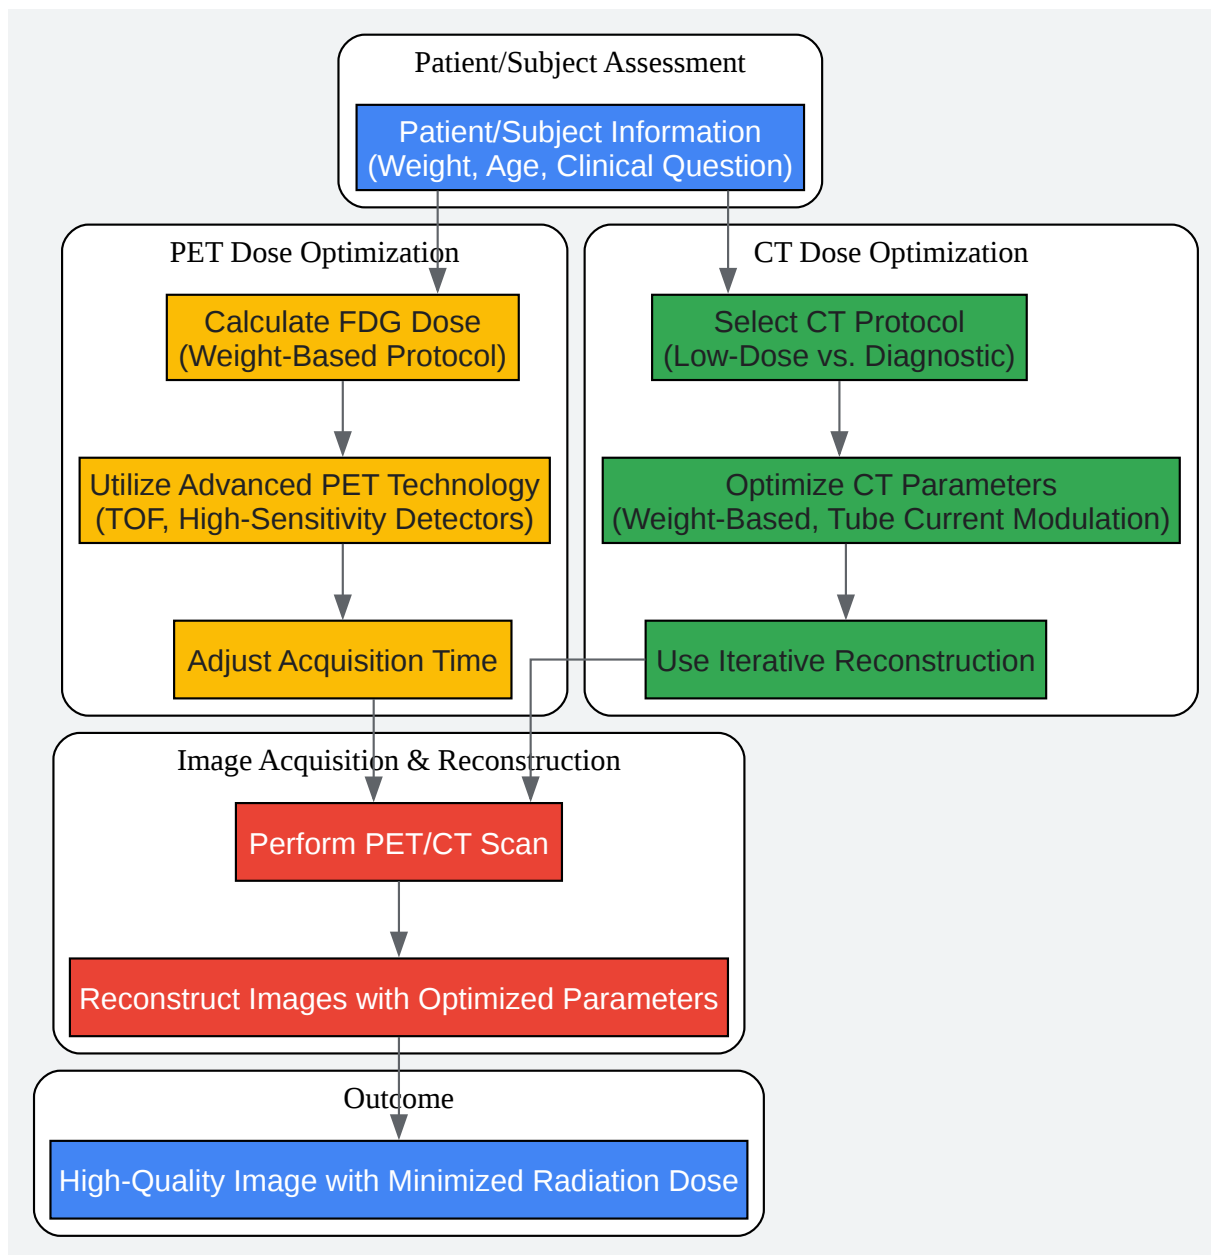 Patient/Subject Assessment
Patient/Subject Information
(Weight, Age, Clinical Question)
PET Dose Optimization
Calculate FDG Dose
(Weight-Based Protocol)
Utilize Advanced PET Technology
(TOF, High-Sensitivity Detectors)
Adjust Acquisition Time
CT Dose Optimization
Select CT Protocol
(Low-Dose vs. Diagnostic)
Optimize CT Parameters
(Weight-Based, Tube Current Modulation)
Use Iterative Reconstruction
Image Acquisition & Reconstruction
Perform PET/CT Scan
Reconstruct Images with Optimized Parameters
Outcome
High-Quality Image with Minimized Radiation Dose